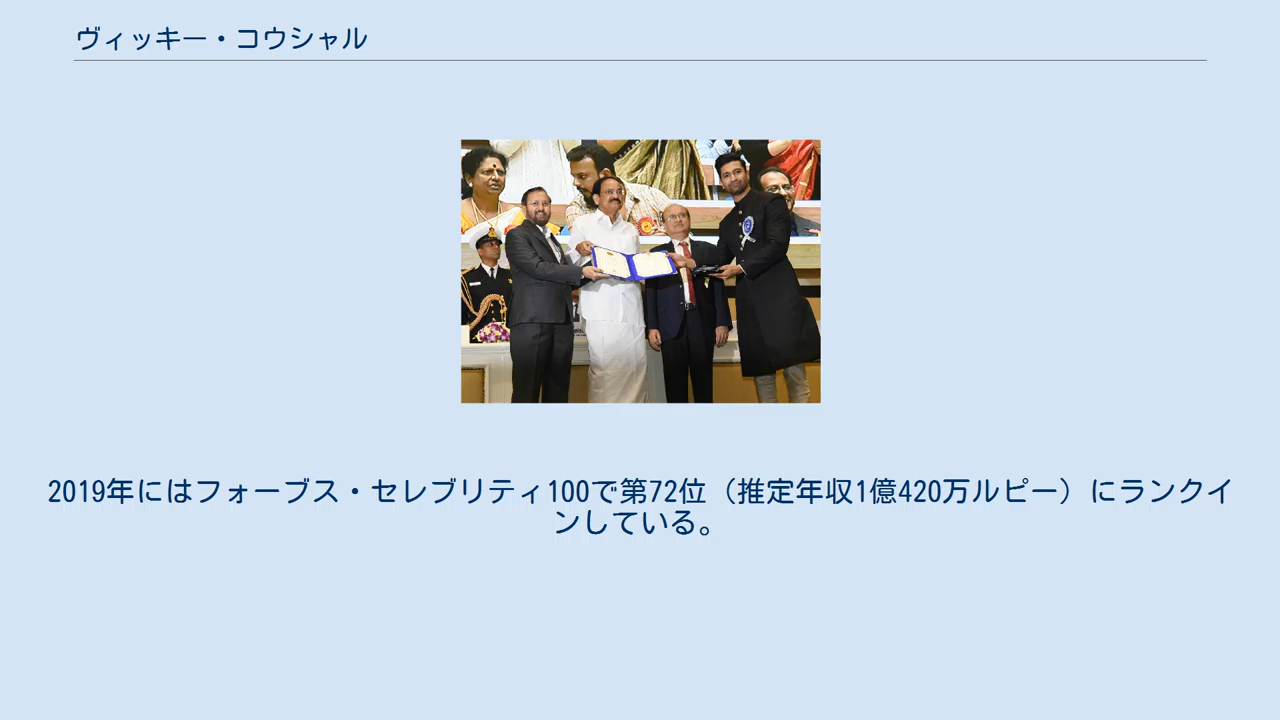 ヴィッキー・コウシャル
2019年にはフォーブス・セレブリティ100で第72位（推定年収1億420万ルピー）にランクイ
ンしている。